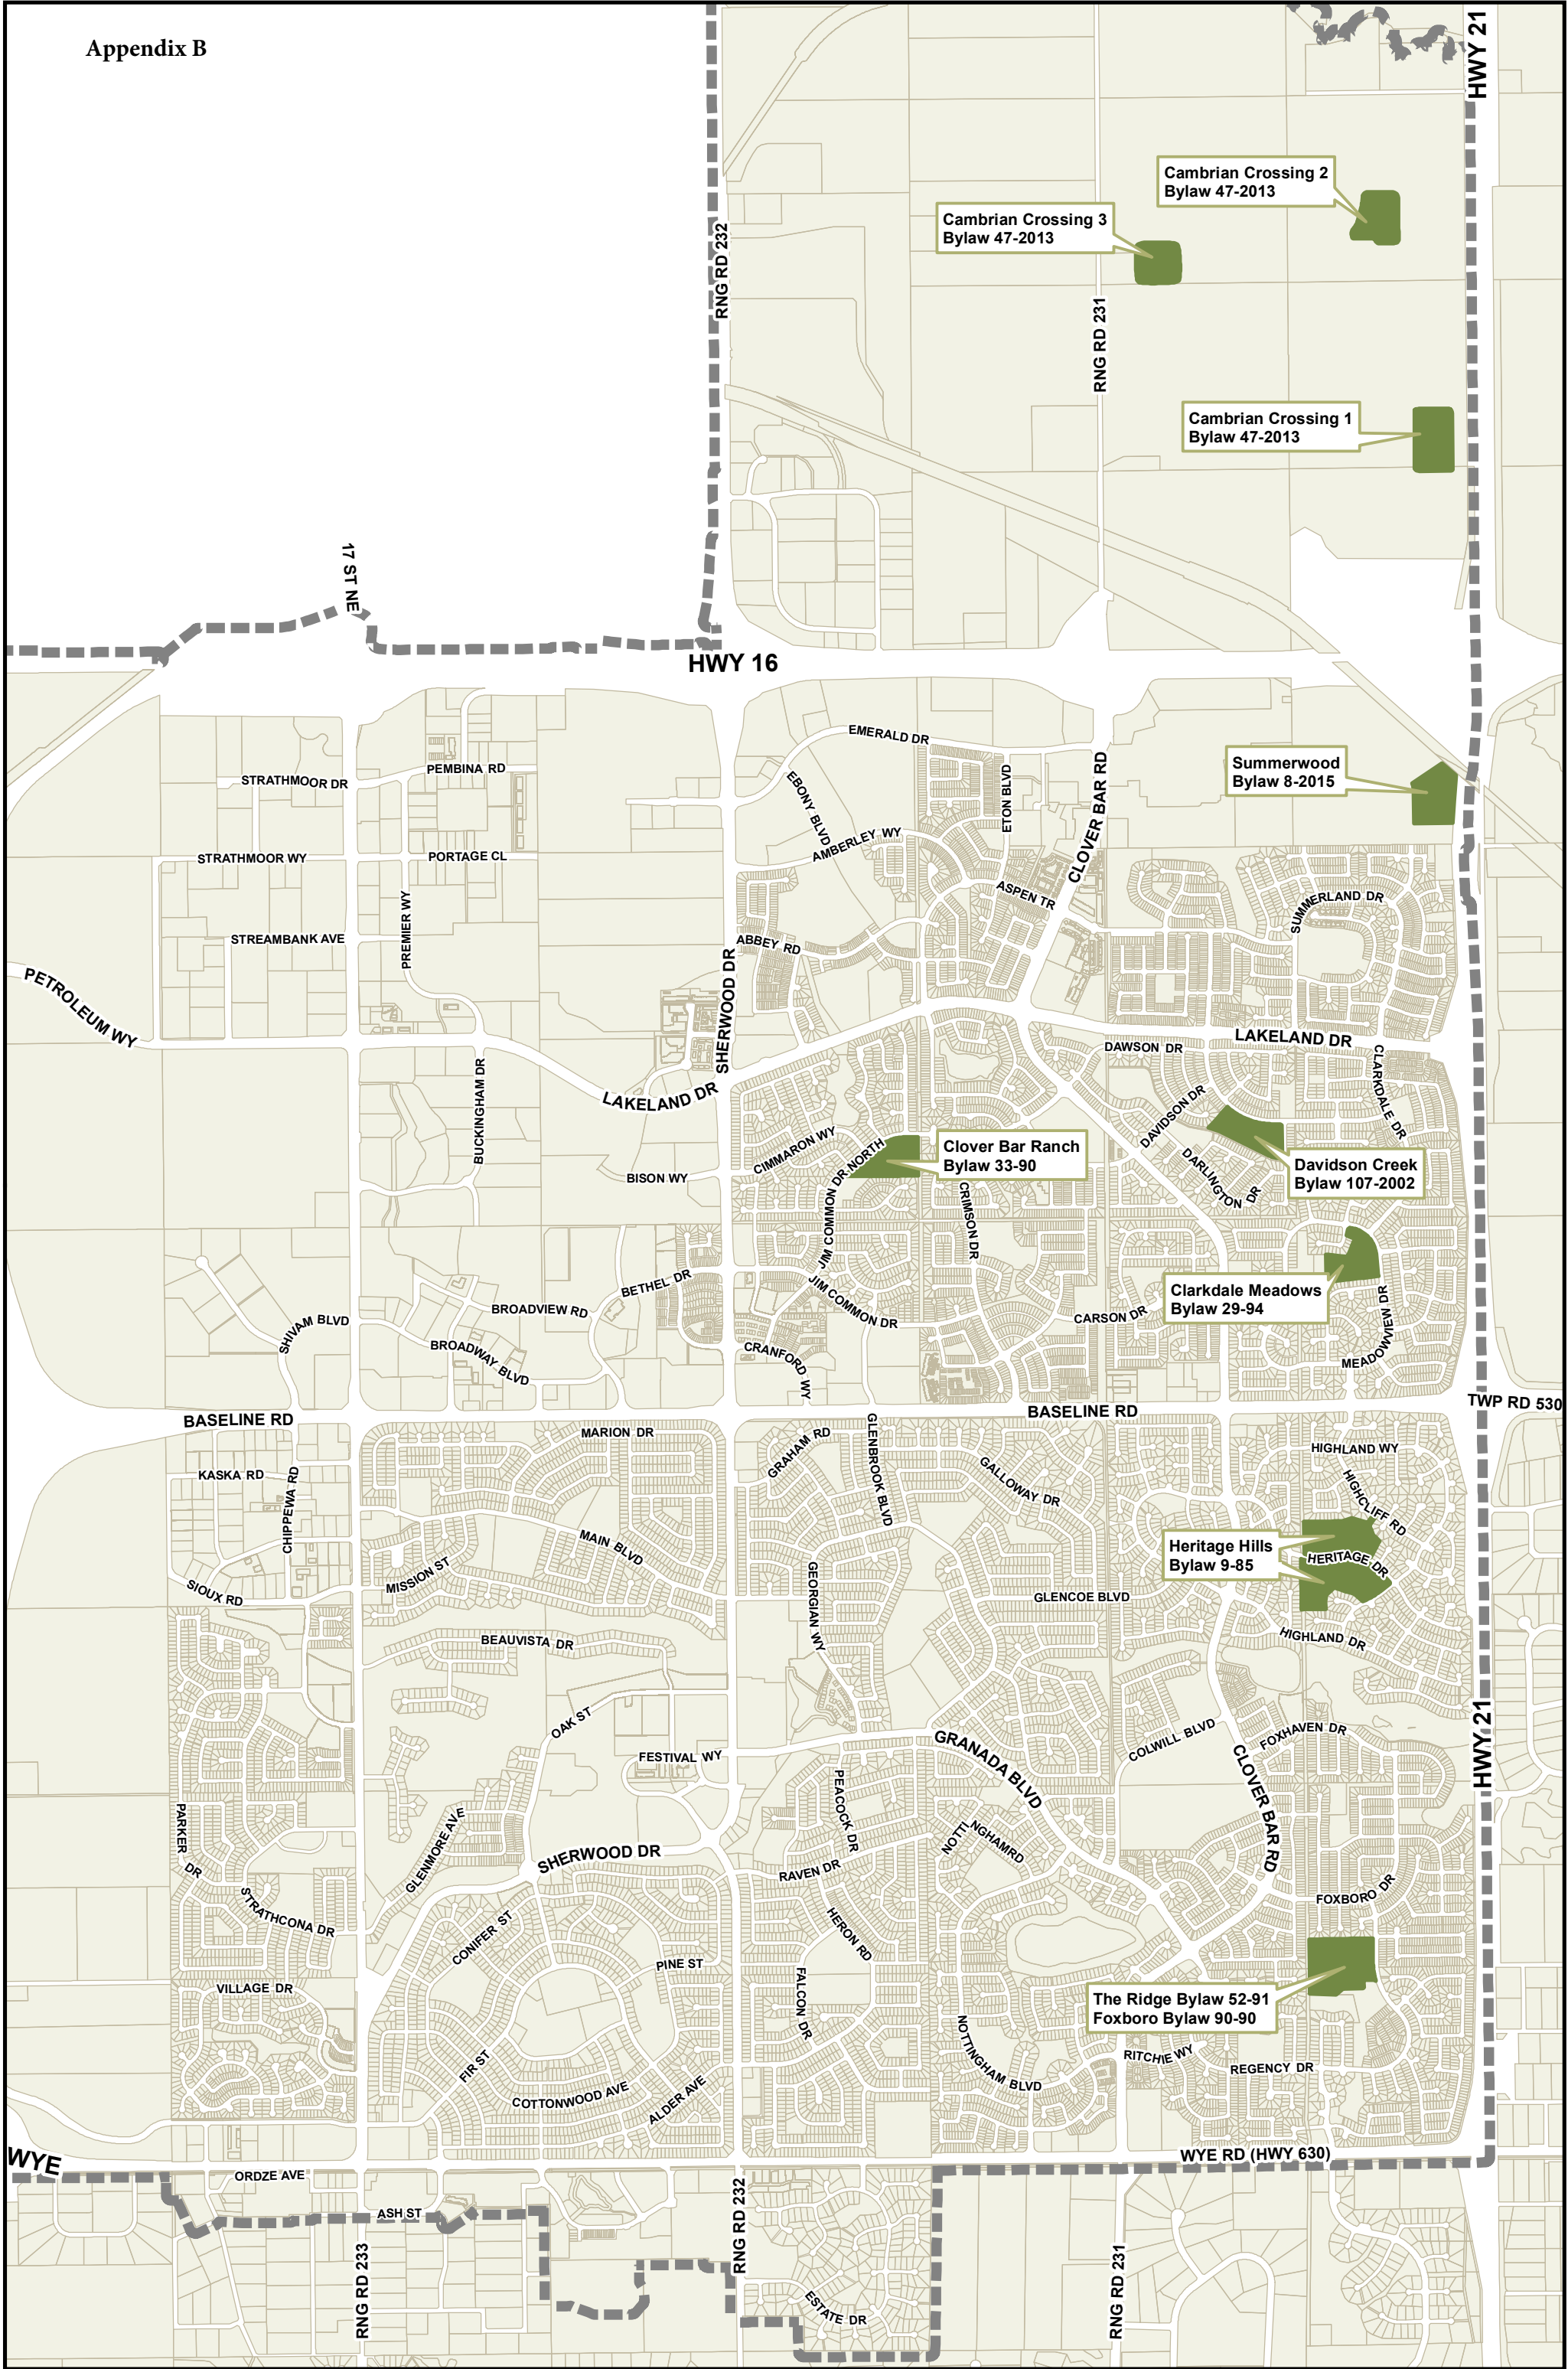 Appendix B
HWY 21
Cambrian Crossing 2
Bylaw 47-2013
Cambrian Crossing 3
Bylaw 47-2013
RNG RD 232
RNG RD 231
Cambrian Crossing 1
Bylaw 47-2013
17 ST NE
HWY 16
EMERALD DR
STRATHMOOR DR
PEMBINA RD
EBONY BLVD
ETON BLVD
CLOVER BAR RD
Summerwood
Bylaw 8-2015
AMBERLEY WY
STRATHMOOR WY
PORTAGE CL
ASPEN TR
SUMMERLAND DR
PREMIER WY
STREAMBANK AVE
ABBEY RD
SHERWOOD DR
PETROLEUM WY
LAKELAND DR
DAWSON DR
CLARKDALE DR
BUCKINGHAM DR
LAKELAND DR
DAVIDSON DR
CIMMARON WY
JIM COMMON DR NORTH
Clover Bar Ranch
Bylaw 33-90
Davidson Creek
Bylaw 107-2002
BISON WY
CRIMSON DR
DARLINGTON DR
BETHEL DR
JIM COMMON DR
Clarkdale Meadows
Bylaw 29-94
BROADVIEW RD
CARSON DR
SHIVAM BLVD
BROADWAY BLVD
CRANFORD WY
MEADOWVIEW DR
TWP RD 530
BASELINE RD
BASELINE RD
MARION DR
GRAHAM RD
GLENBROOK BLVD
HIGHLAND WY
KASKA RD
CHIPPEWA RD
GALLOWAY DR
HIGHCLIFF RD
MAIN BLVD
Heritage Hills
Bylaw 9-85
HERITAGE DR
MISSION ST
SIOUX RD
GEORGIAN WY
GLENCOE BLVD
BEAUVISTA DR
HIGHLAND DR
HWY 21
OAK ST
FESTIVAL WY
GRANADA BLVD
COLWILL BLVD
FOXHAVEN DR
CLOVER BAR RD
PEACOCK DR
PARKER DR
GLENMORE AVE
NOTTI NGHAMRD
SHERWOOD DR
RAVEN DR
FOXBORO DR
STRATHCONA DR
CONIFER ST
HERON RD
PINE ST
VILLAGE DR
FALCON DR
The Ridge Bylaw 52-91
Foxboro Bylaw 90-90
NOTTINGHAM BLVD
FIR ST
RITCHIE WY
REGENCY DR
COTTONWOOD AVE
ALDER AVE
WYE
WYE RD (HWY 630)
ORDZE AVE
ASH ST
RNG RD 233
RNG RD 232
RNG RD 231
ESTATE DR